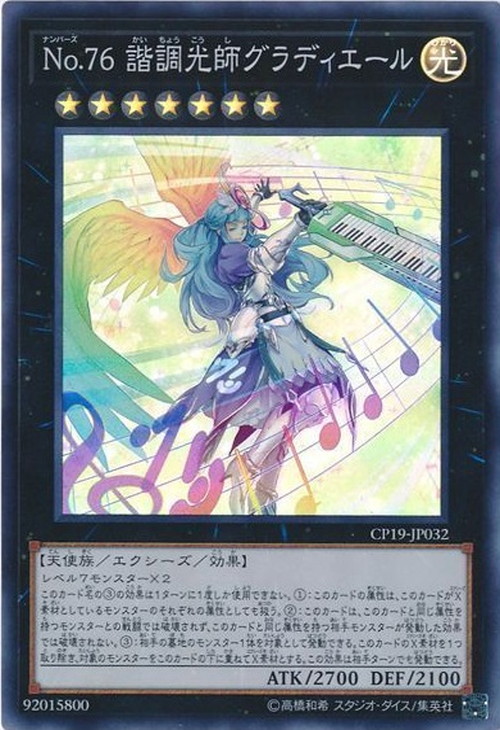 ナンバーズ かいちょうこうし
No.76 諧調光師グラディエール
ひかり
光
76
CP19-JP032
てんしぞく こうか
【天使族/エクシーズ/効果】
レベル7モンスター×2
このカード名の③の効果は1ターンに1度しか使用できない。①：このカードの属性は、このカードがX
素材としているモンスターのそれぞれの属性としても扱う。②：このカードは、このカードと同じ属性を
持つモンスターとの戦闘では破壊されず、このカードと同じ属性を持つ相手モンスターが発動した効果
では破壊されない。③：相手の墓地のモンスター1体を対象として発動できる。このカードのX素材を1つ
取り除き、対象のモンスターをこのカードの下に重ねてX素材とする。この効果は相手ターンでも発動できる。
ATK/2700 DEF/2100
92015800
©高橋和希 スタジオ・ダイス/集英社